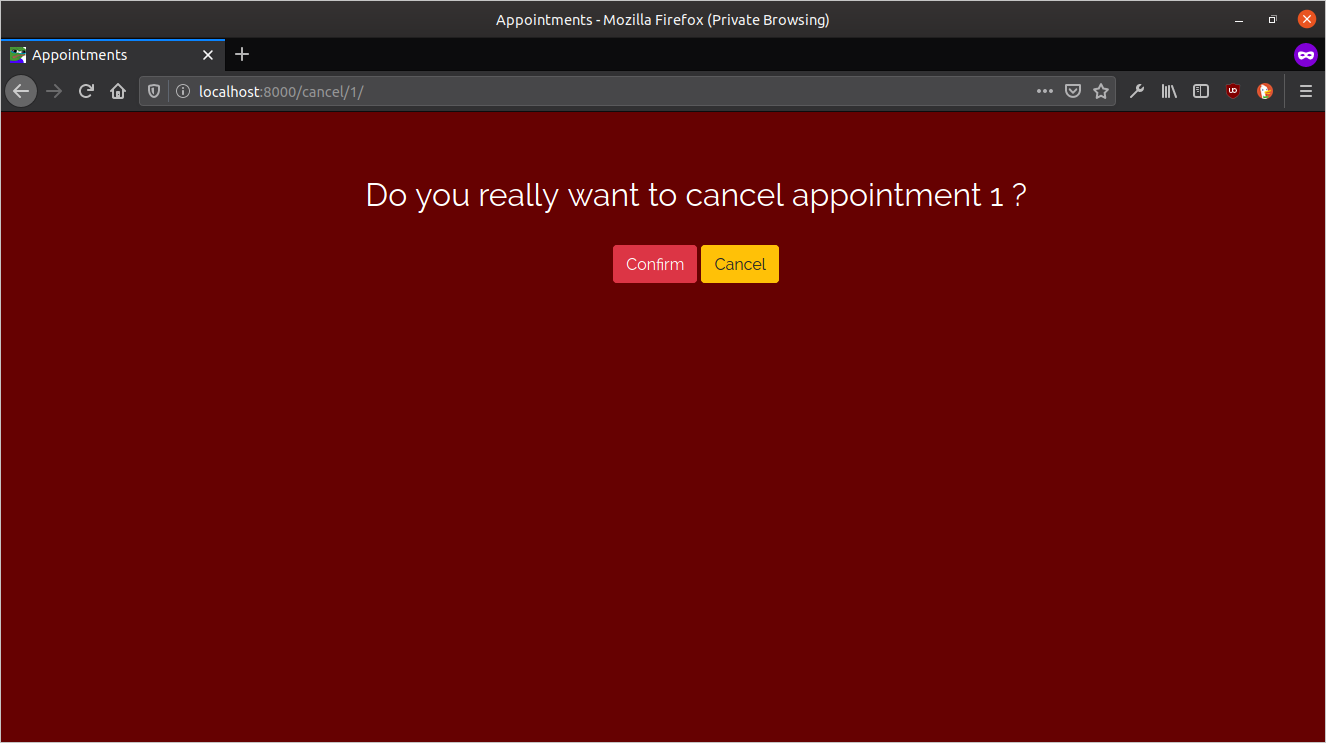 Appointments - Mozilla Firefox (Private Browsing)
Appointments
localhost:8000/cancel/1/
Do you really want to cancel appointment 1 ?
Confirm Cancel